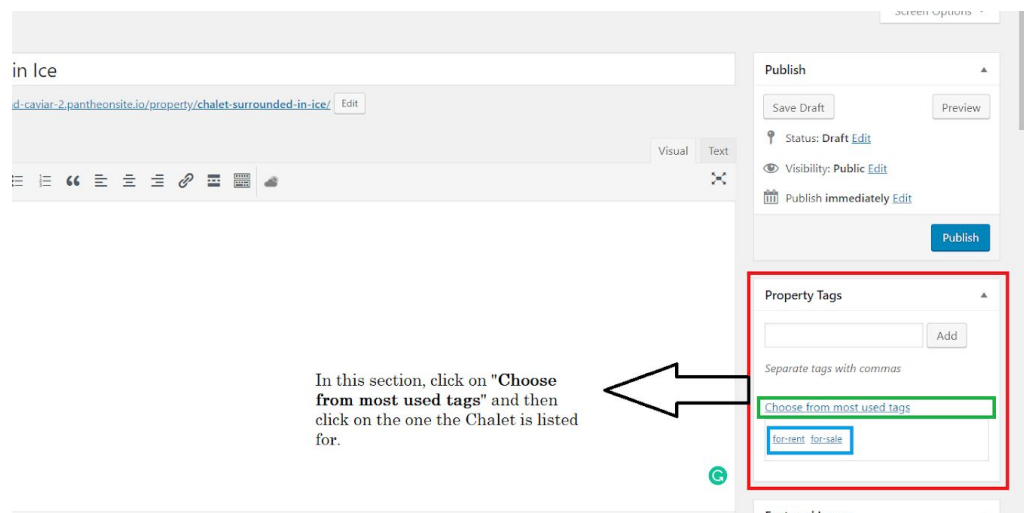 Screen Options
in Ice
Publish
d-caviar-2.pantheonsite.io/property/chalet-surrounded-in-ice/ Edit
Save Draft Preview
Status: Draft Edit
Visual Text
Visibility: Public Edit
Publish immediately Edit
Publish
Property Tags
Add
Separate tags with commas
In this section, click on "Choose
from most used tags" and then
click on the one the Chalet is listed
for.
Choose from most used tags
for-rent for-sale